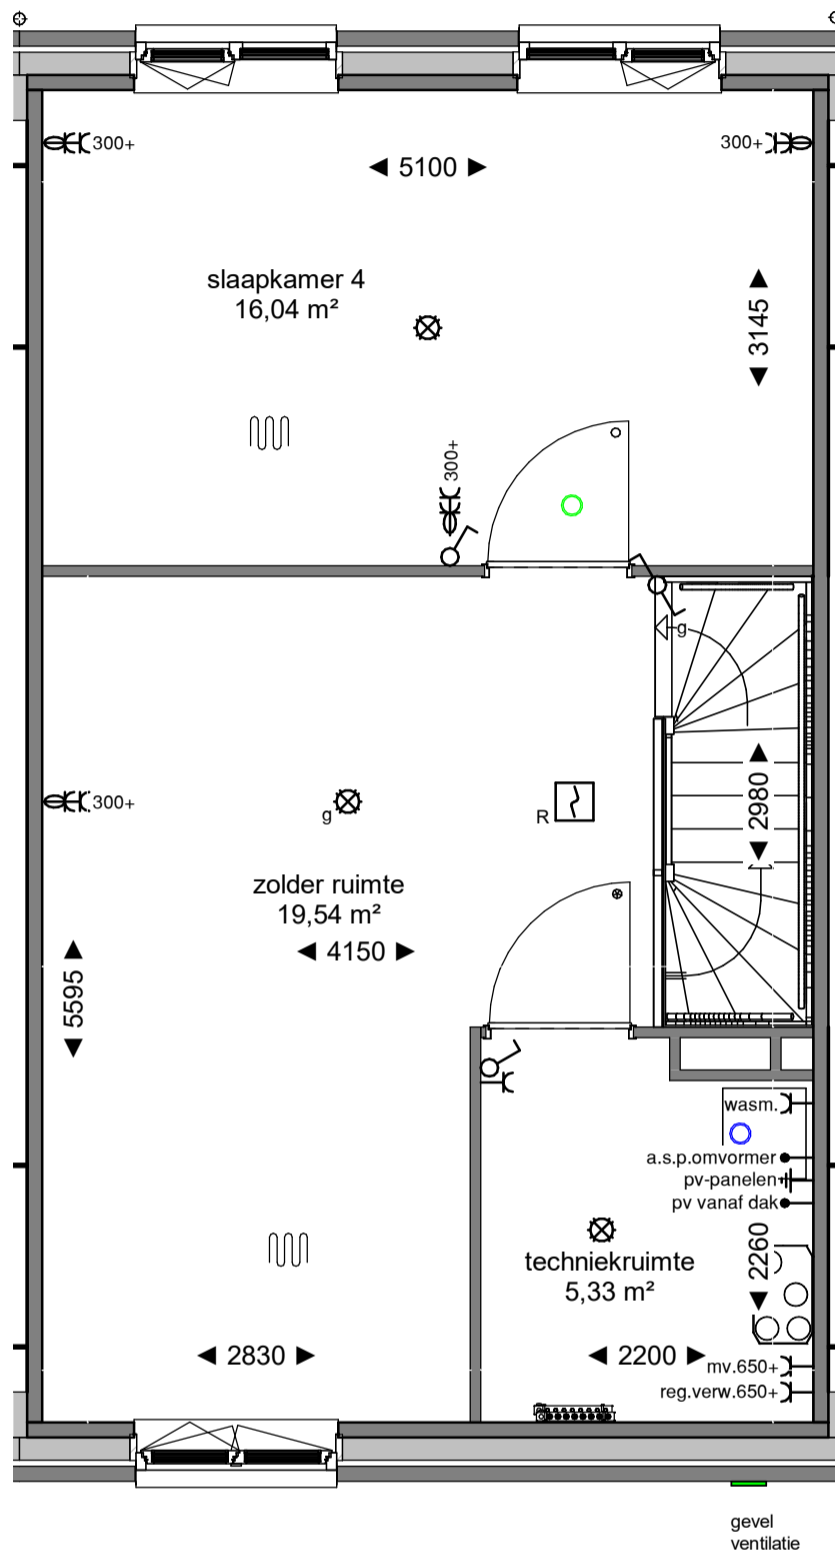 300+
300+
5100
slaapkamer 4
16,04 m²
3145
300+
g
2980
300+
g
R
zolder ruimte
19,54 m²
4150
5595
wasm.
a.s.p.omvormer
pv-panelen
pv vanaf dak
techniekruimte
5,33 m²
2260
2830
2200
mv.650+
reg.verw.650+
gevel
ventilatie